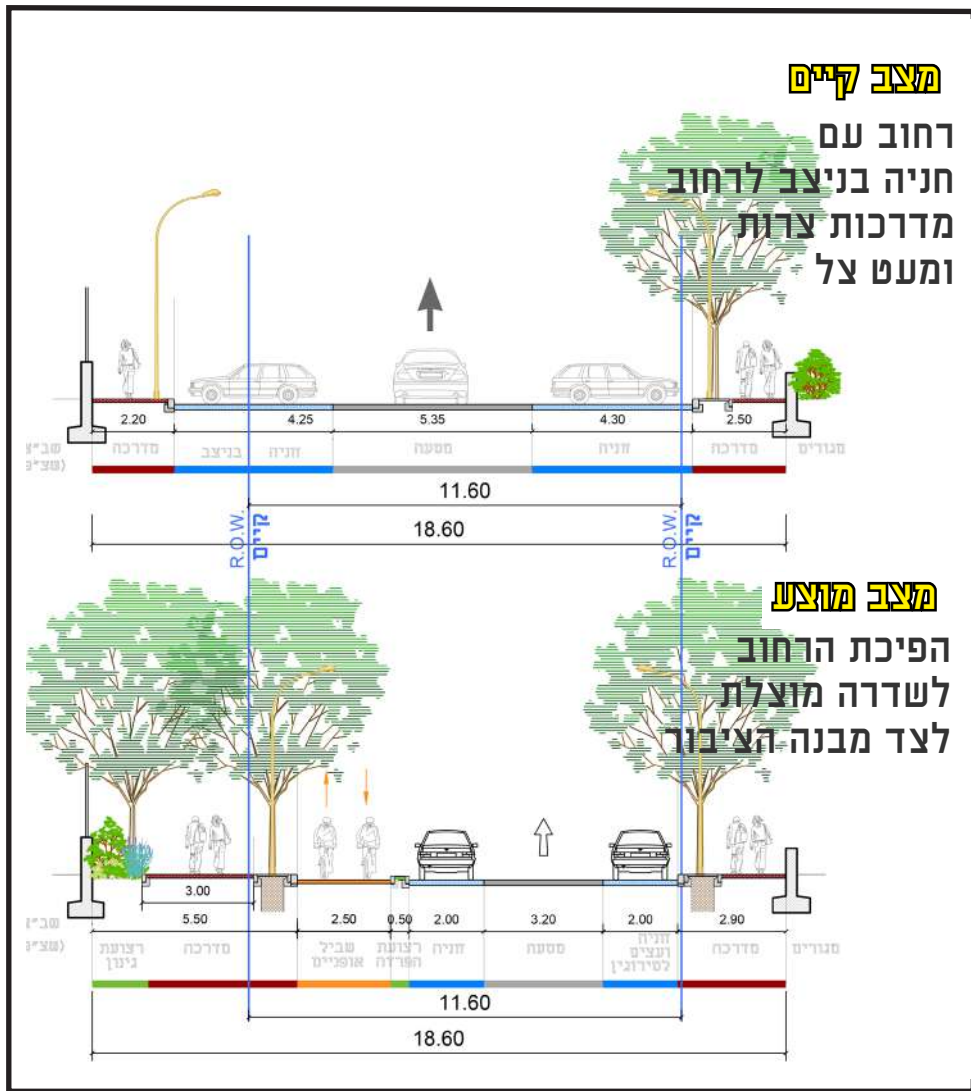 מצב קיים
רחוב עם
חניה בניצב לרחוב
מדרכות צרות
ומעט צל
2.20 4.25 5.35 4.30 2.50
מגורים מדרכה חניה מסעה חניה בניצב מדרכה שב"צ
(שצ"פ
11.60
18.60
R.O.W. קיים
R.O.W. קיים
מצב מוצע
הפיכת הרחוב
לשדרה מוצלת
לצד מבנה הציבור
3.00
5.50 2.50 0.50 2.00 3.20 2.00 2.90
מגורים מדרכה חניה ועצים לסירוגין מסעה חניה רצועת הפרדה שביל אופניים מדרכה רצועת גינון שב"צ
(שצ"פ
11.60
18.60